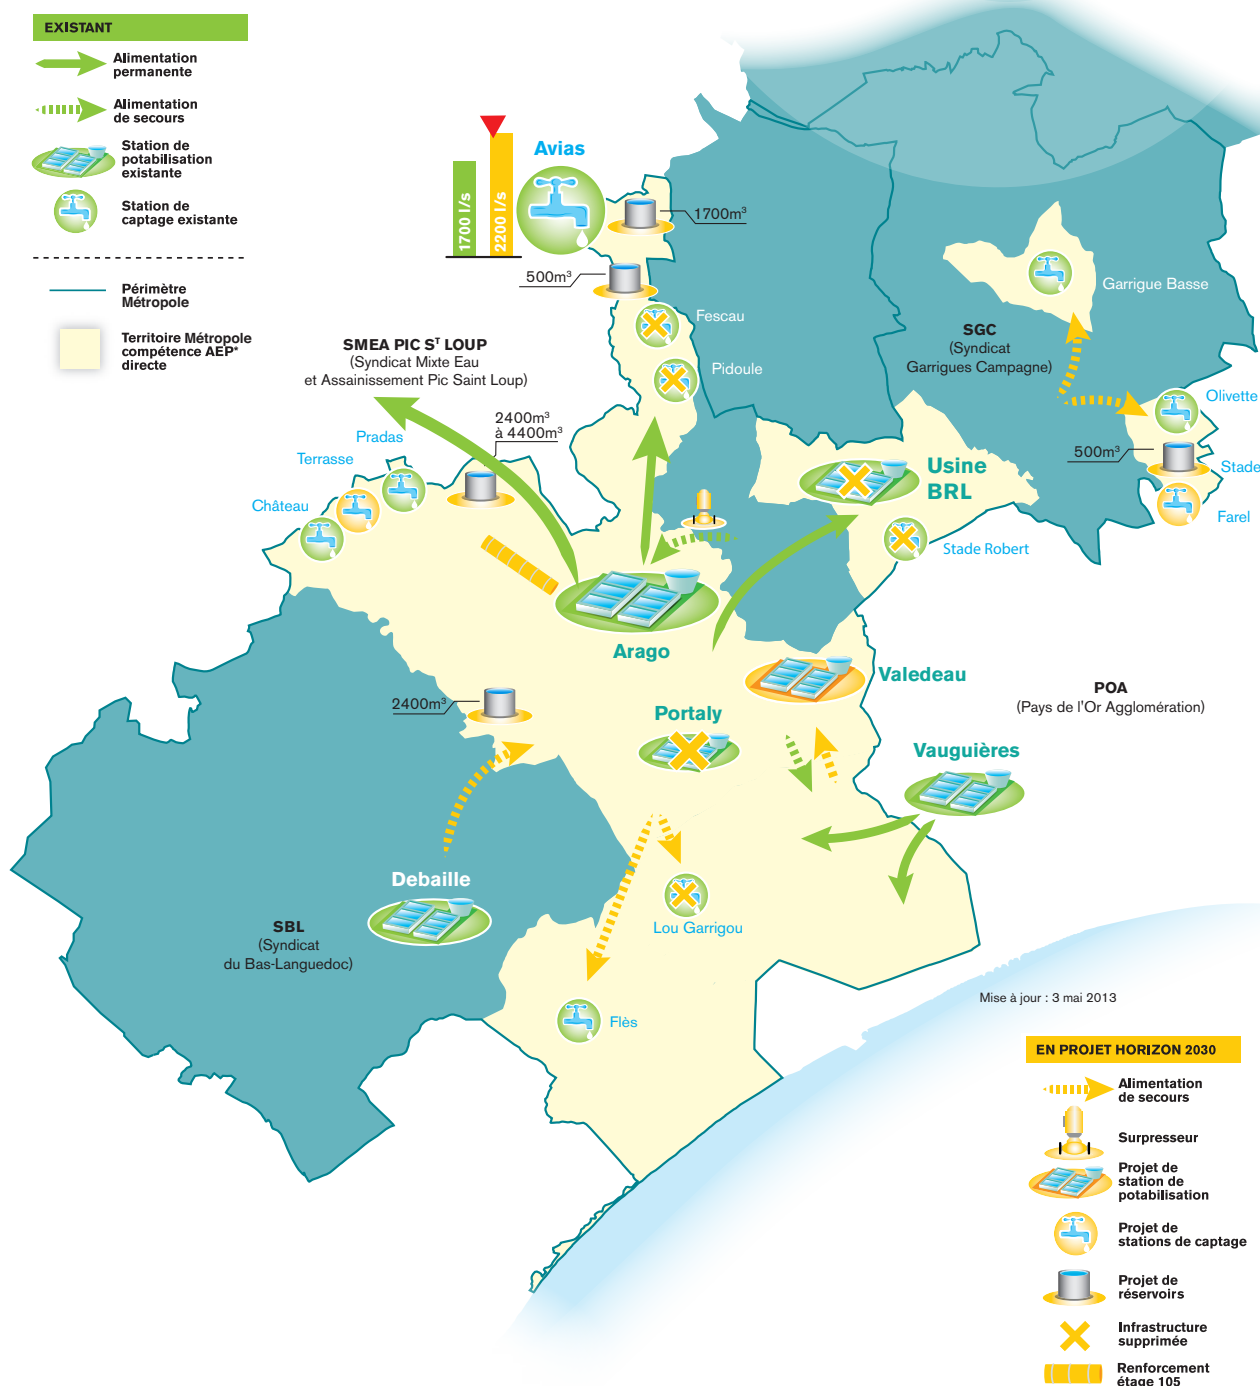 EXISTANT
Alimentation
permanente
Alimentation
de secours
Station de
potabilisation
existante
Station de
captage existante
Périmètre
Métropole
Territoire Métropole
compétence AEP*
directe
Avias
1700 l/s
2200 l/s
1700m³
500m³
Fescau
Pidoule
SMEA PIC Sᵀ LOUP
(Syndicat Mixte Eau
et Assainissement Pic Saint Loup)
2400m³
à 4400m³
Pradas
Terrasse
Château
Garrigue Basse
SGC
(Syndicat
Garrigues Campagne)
Olivette
500m³
Stade
Farel
Usine
BRL
Stade Robert
Arago
Valedeau
POA
(Pays de l'Or Agglomération)
2400m³
Portaly
Vauguières
Debaille
Lou Garrigou
SBL
(Syndicat
du Bas-Languedoc)
Flès
Mise à jour : 3 mai 2013
EN PROJET HORIZON 2030
Alimentation
de secours
Surpresseur
Projet de
station de
potabilisation
Projet de
stations de captage
Projet de
réservoirs
Infrastructure
supprimée
Renforcement
étage 105